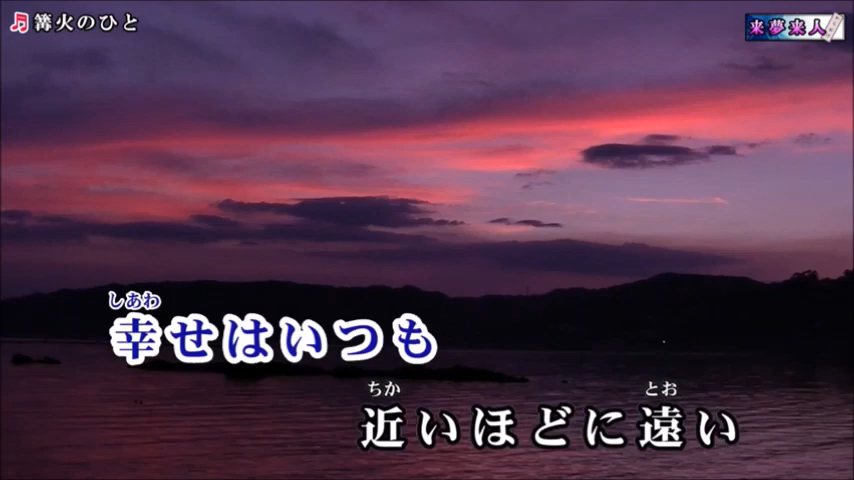 篝火のひと
来夢来人
しあわ
幸せはいつも
ちか とお
近いほどに遠い